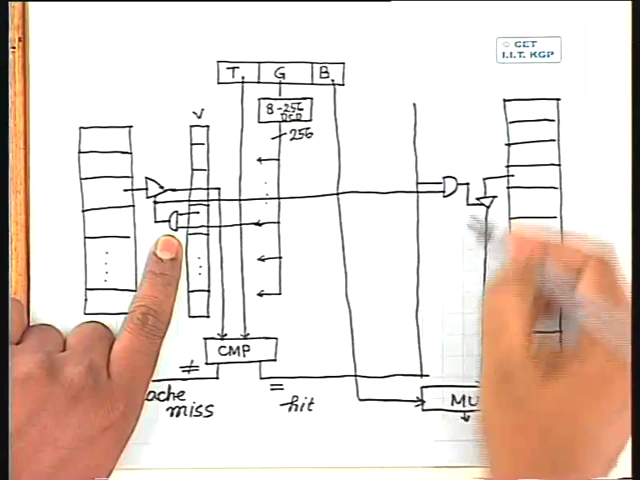 © CET
I.I.T. KGP
T G B
8-256
DCD
V
256
CMP
≠
=
ache
miss
hit
MU